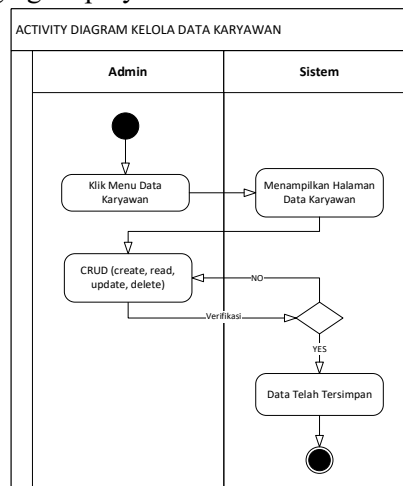 ACTIVITY DIAGRAM KELOLA DATA KARYAWAN
Admin
Sistem
Klik Menu Data
Karyawan
Menampilkan Halaman
Data Karyawan
CRUD (create, read,
update, delete)
NO
Verifikasi
YES
Data Telah Tersimpan